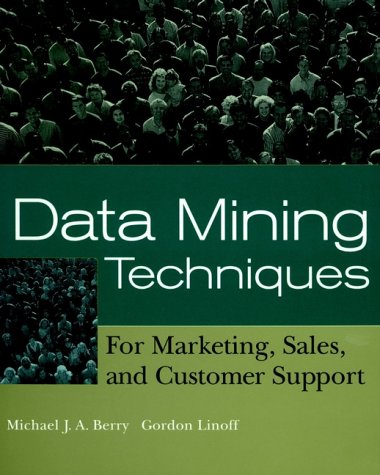 Data Mining
Techniques
For Marketing, Sales,
and Customer Support
Michael J. A. Berry Gordon Linoff